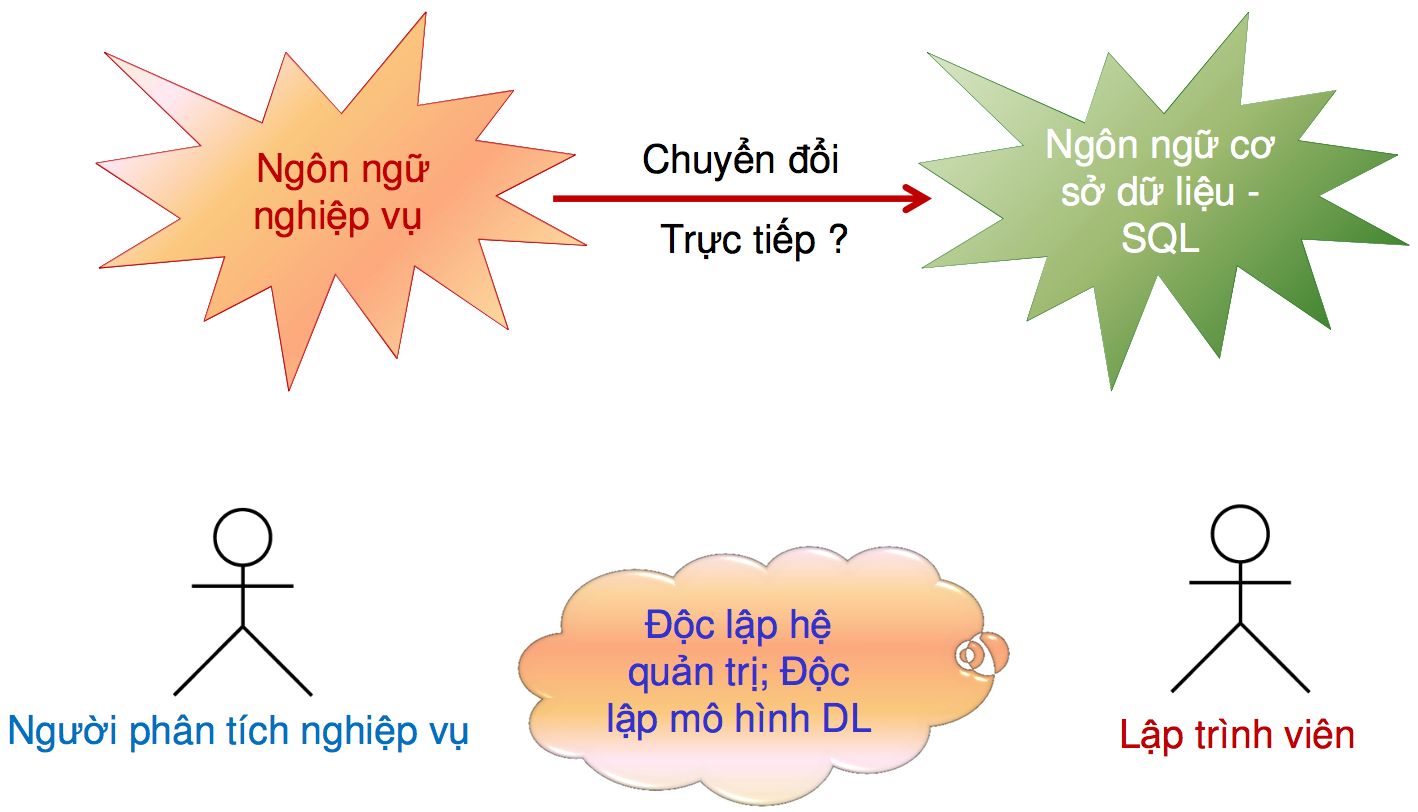 Ngôn ngữ
nghiệp vụ
Chuyển đổi
Trực tiếp ?
Ngôn ngữ cơ
sở dữ liệu -
SQL
Người phân tích nghiệp vụ
Độc lập hệ
quản trị; Độc
lập mô hình DL
Lập trình viên